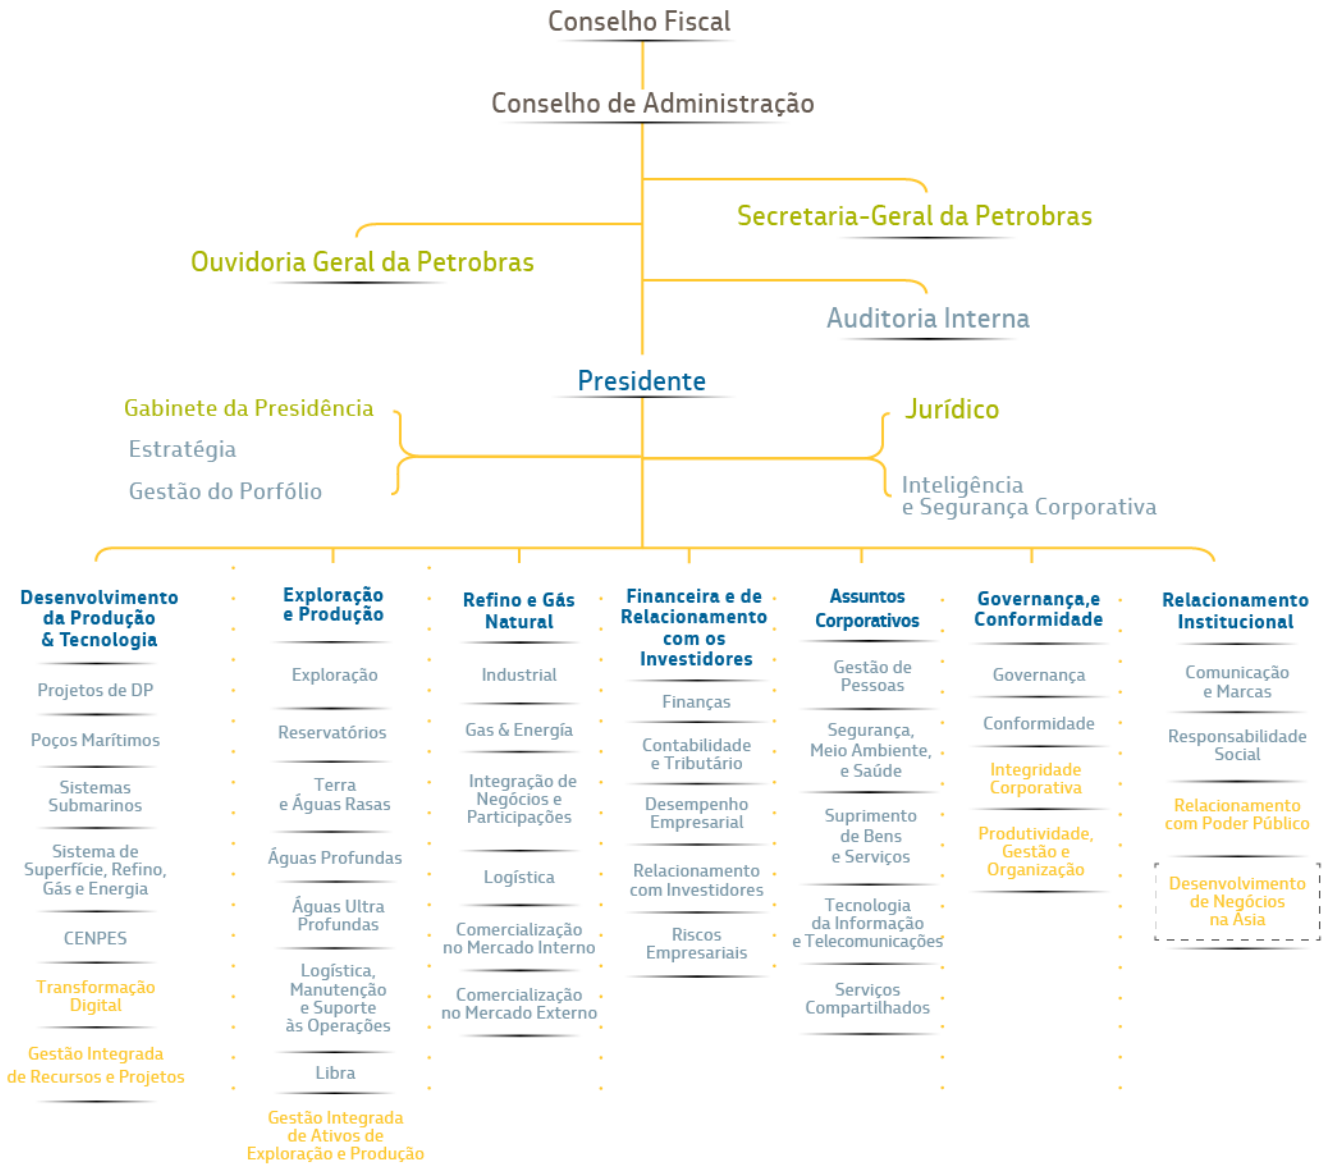 Conselho Fiscal
Conselho de Administração
Secretaria-Geral da Petrobras
Ouvidoria Geral da Petrobras
Auditoria Interna
Presidente
Gabinete da Presidência
Estratégia
Gestão do Porfólio
Jurídico
Inteligência
e Segurança Corporativa
Desenvolvimento
da Produção
& Tecnologia
Projetos de DP
Poços Marítimos
Sistemas
Submarinos
Sistema de
Superfície, Refino,
Gás e Energia
CENPES
Transformação
Digital
Gestão Integrada
de Recursos e Projetos
Exploração
e Produção
Exploração
Reservatórios
Terra
e Águas Rasas
Águas Profundas
Águas Ultra
Profundas
Logística,
Manutenção
e Suporte
às Operações
Libra
Gestão Integrada
de Ativos de
Exploração e Produção
Refino e Gás
Natural
Industrial
Gas & Energía
Integração de
Negócios e
Participações
Logística
Comercialização
no Mercado Interno
Comercialização
no Mercado Externo
Financeira e de
Relacionamento
com os
Investidores
Finanças
Contabilidade
e Tributário
Desempenho
Empresarial
Relacionamento
com Investidores
Riscos
Empresariais
Assuntos
Corporativos
Gestão de
Pessoas
Segurança,
Meio Ambiente,
e Saúde
Suprimento
de Bens
e Serviços
Tecnologia
da Informação
e Telecomunicações
Serviços
Compartilhados
Governança,e
Conformidade
Governança
Conformidade
Integridade
Corporativa
Produtividade,
Gestão e
Organização
Relacionamento
Institucional
Comunicação
e Marcas
Responsabilidade
Social
Relacionamento
com Poder Público
Desenvolvimento
de Negócios
na Ásia